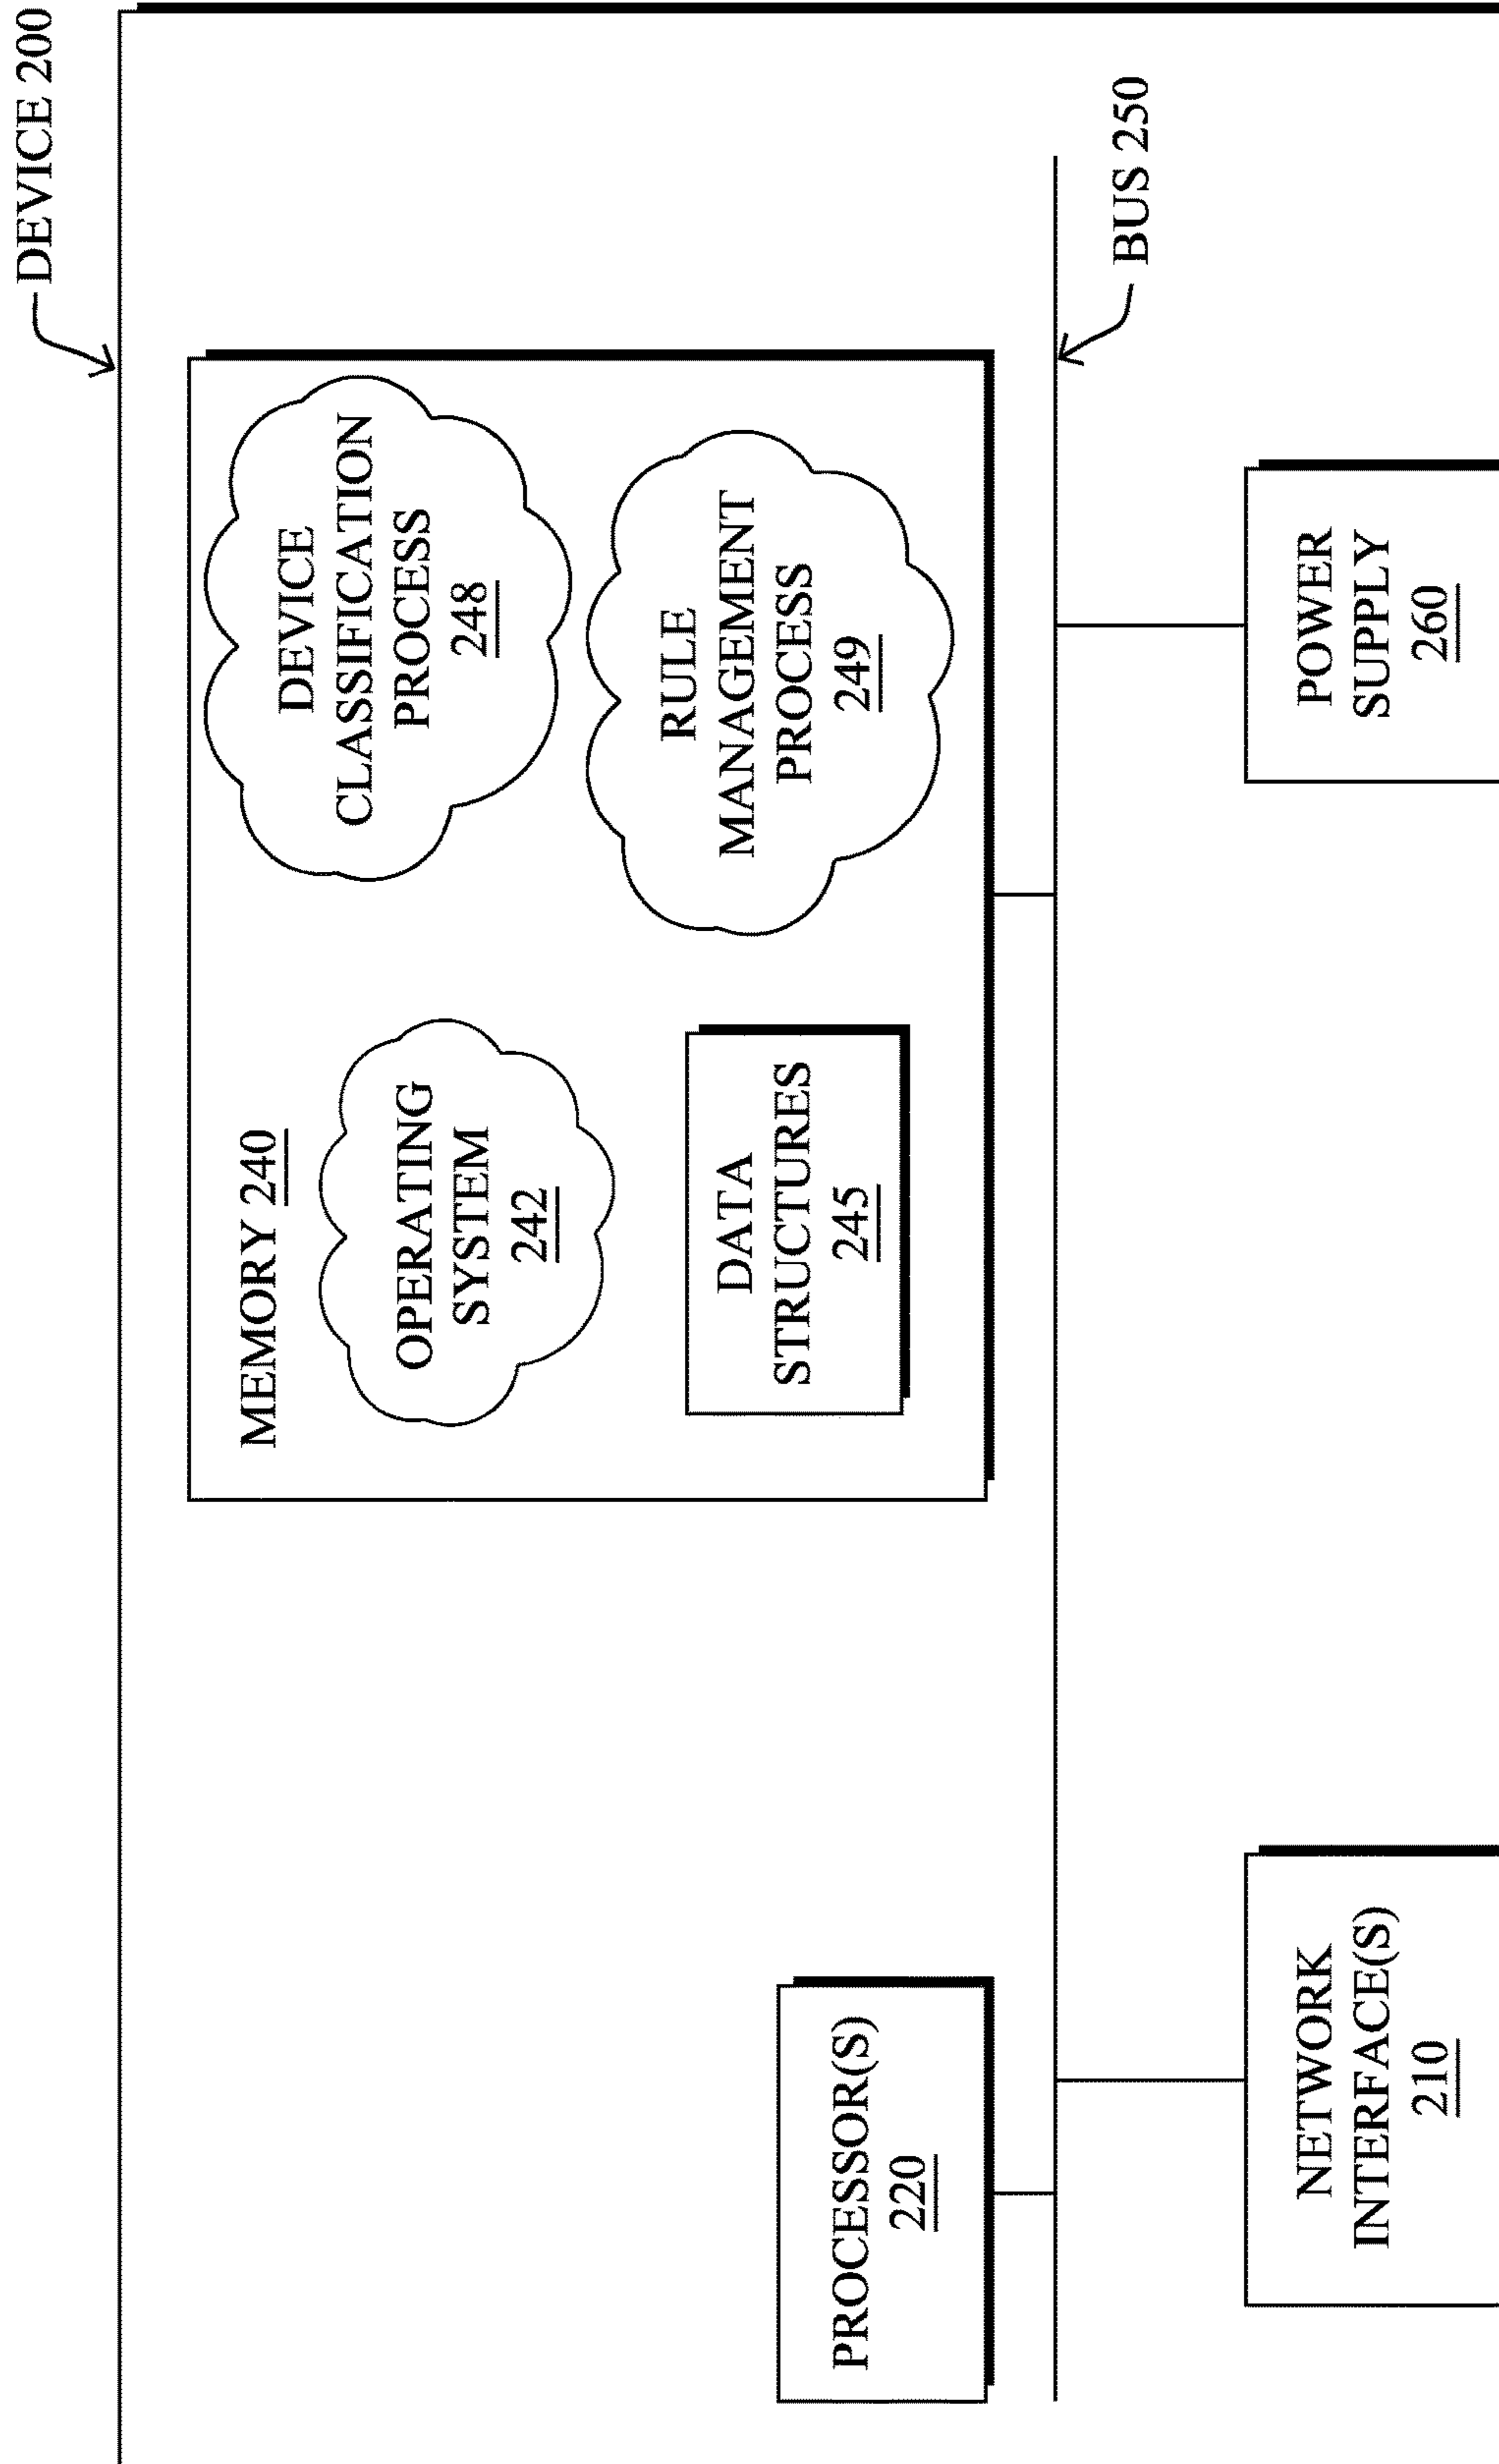 DEVICE 200
MEMORY 240
OPERATING
SYSTEM
242
DEVICE
CLASSIFICATION
PROCESS
248
DATA
STRUCTURES
245
RULE
MANAGEMENT
PROCESS
249
PROCESSOR(S)
220
BUS 250
NETWORK
INTERFACE(S)
210
POWER
SUPPLY
260